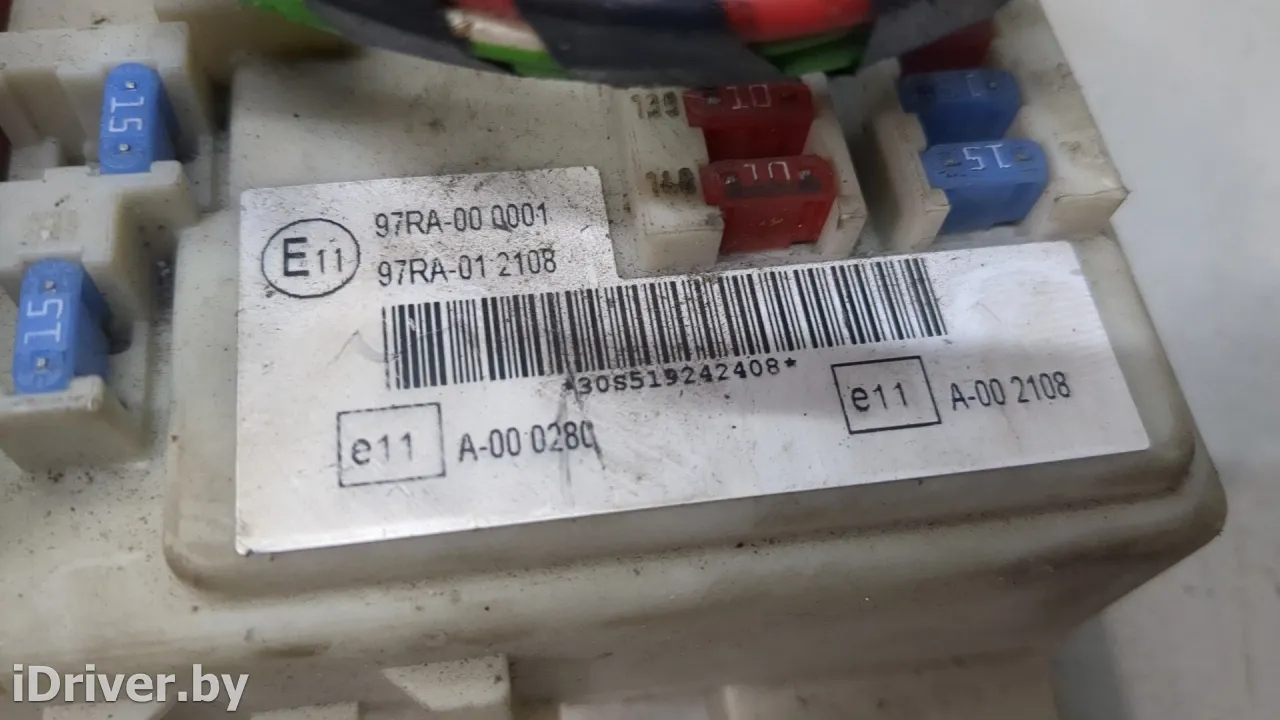 15
10
10
15
15
E11
97RA-00 0001
97RA-01 2108
*30S519242408*
e11 A-00 0280
e11 A-00 2108
iDriver.by